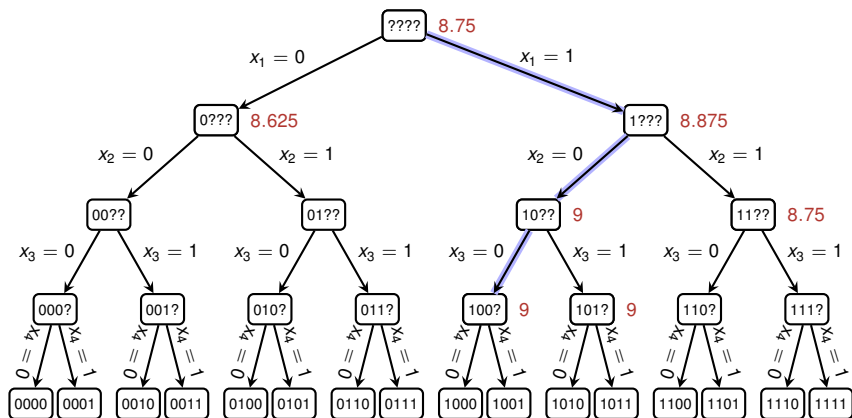 ???? 8.75
x₁ = 0 x₁ = 1
0??? 8.625 1??? 8.875
x₂ = 0 x₂ = 1 x₂ = 0 x₂ = 1
00?? 01?? 10?? 9 11?? 8.75
x₃ = 0 x₃ = 1 x₃ = 0 x₃ = 1 x₃ = 0 x₃ = 1 x₃ = 0 x₃ = 1
000? 001? 010? 011? 100? 9 101? 9 110? 111?
x₄ = 0 x₄ = 1 x₄ = 0 x₄ = 1 x₄ = 0 x₄ = 1 x₄ = 0 x₄ = 1 x₄ = 0 x₄ = 1 x₄ = 0 x₄ = 1 x₄ = 0 x₄ = 1 x₄ = 0 x₄ = 1
0000 0001 0010 0011 0100 0101 0110 0111 1000 1001 1010 1011 1100 1101 1110 1111